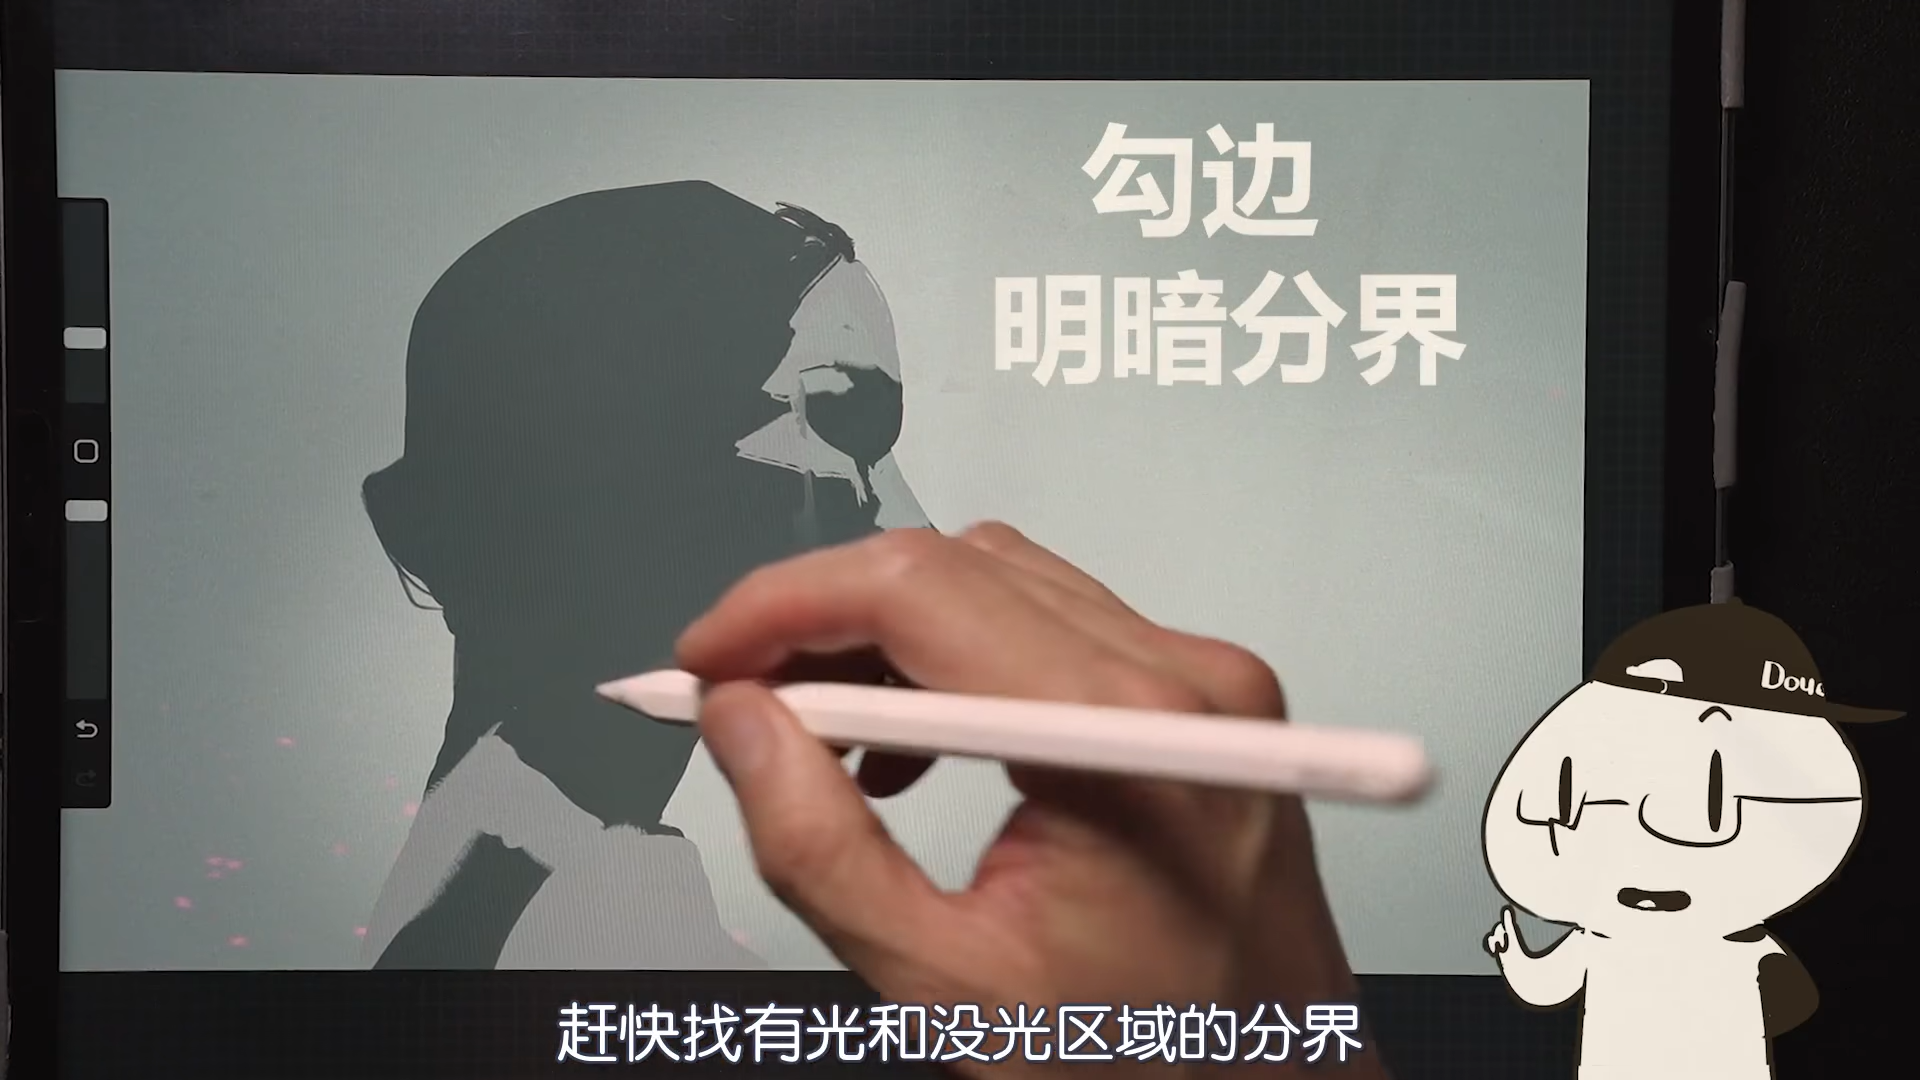 勾边
明暗分界
赶快找有光和没光区域的分界